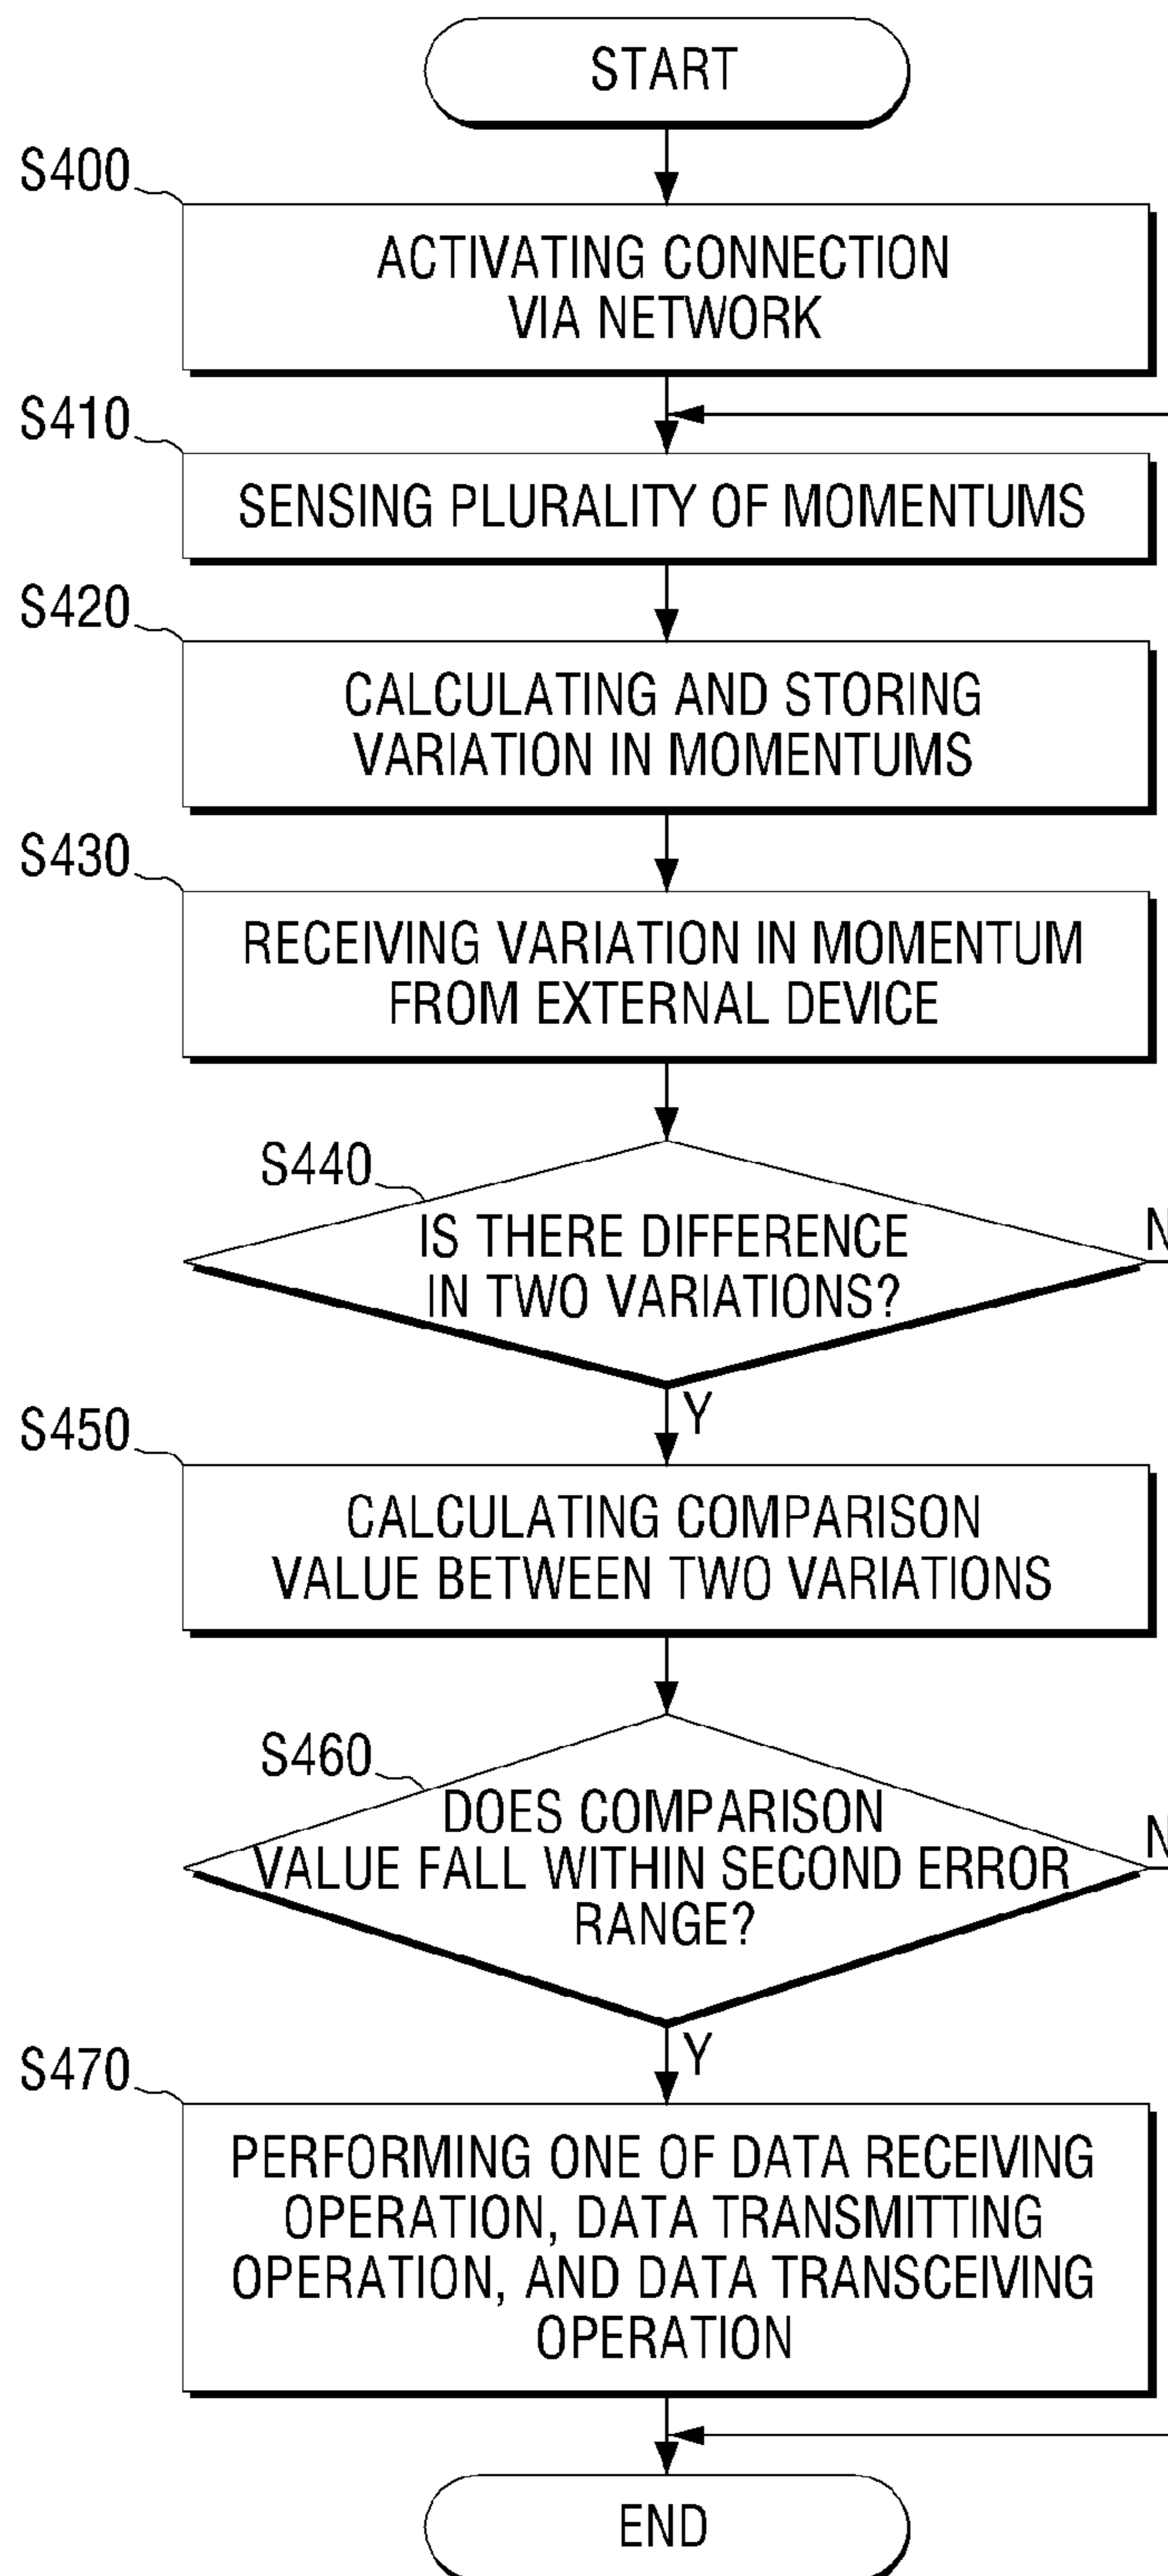 START
S400
ACTIVATING CONNECTION
VIA NETWORK
S410
SENSING PLURALITY OF MOMENTUMS
S420
CALCULATING AND STORING
VARIATION IN MOMENTUMS
S430
RECEIVING VARIATION IN MOMENTUM
FROM EXTERNAL DEVICE
S440
IS THERE DIFFERENCE
IN TWO VARIATIONS?
N
Y
S450
CALCULATING COMPARISON
VALUE BETWEEN TWO VARIATIONS
S460
DOES COMPARISON
VALUE FALL WITHIN SECOND ERROR
RANGE?
N
Y
S470
PERFORMING ONE OF DATA RECEIVING
OPERATION, DATA TRANSMITTING
OPERATION, AND DATA TRANSCEIVING
OPERATION
END